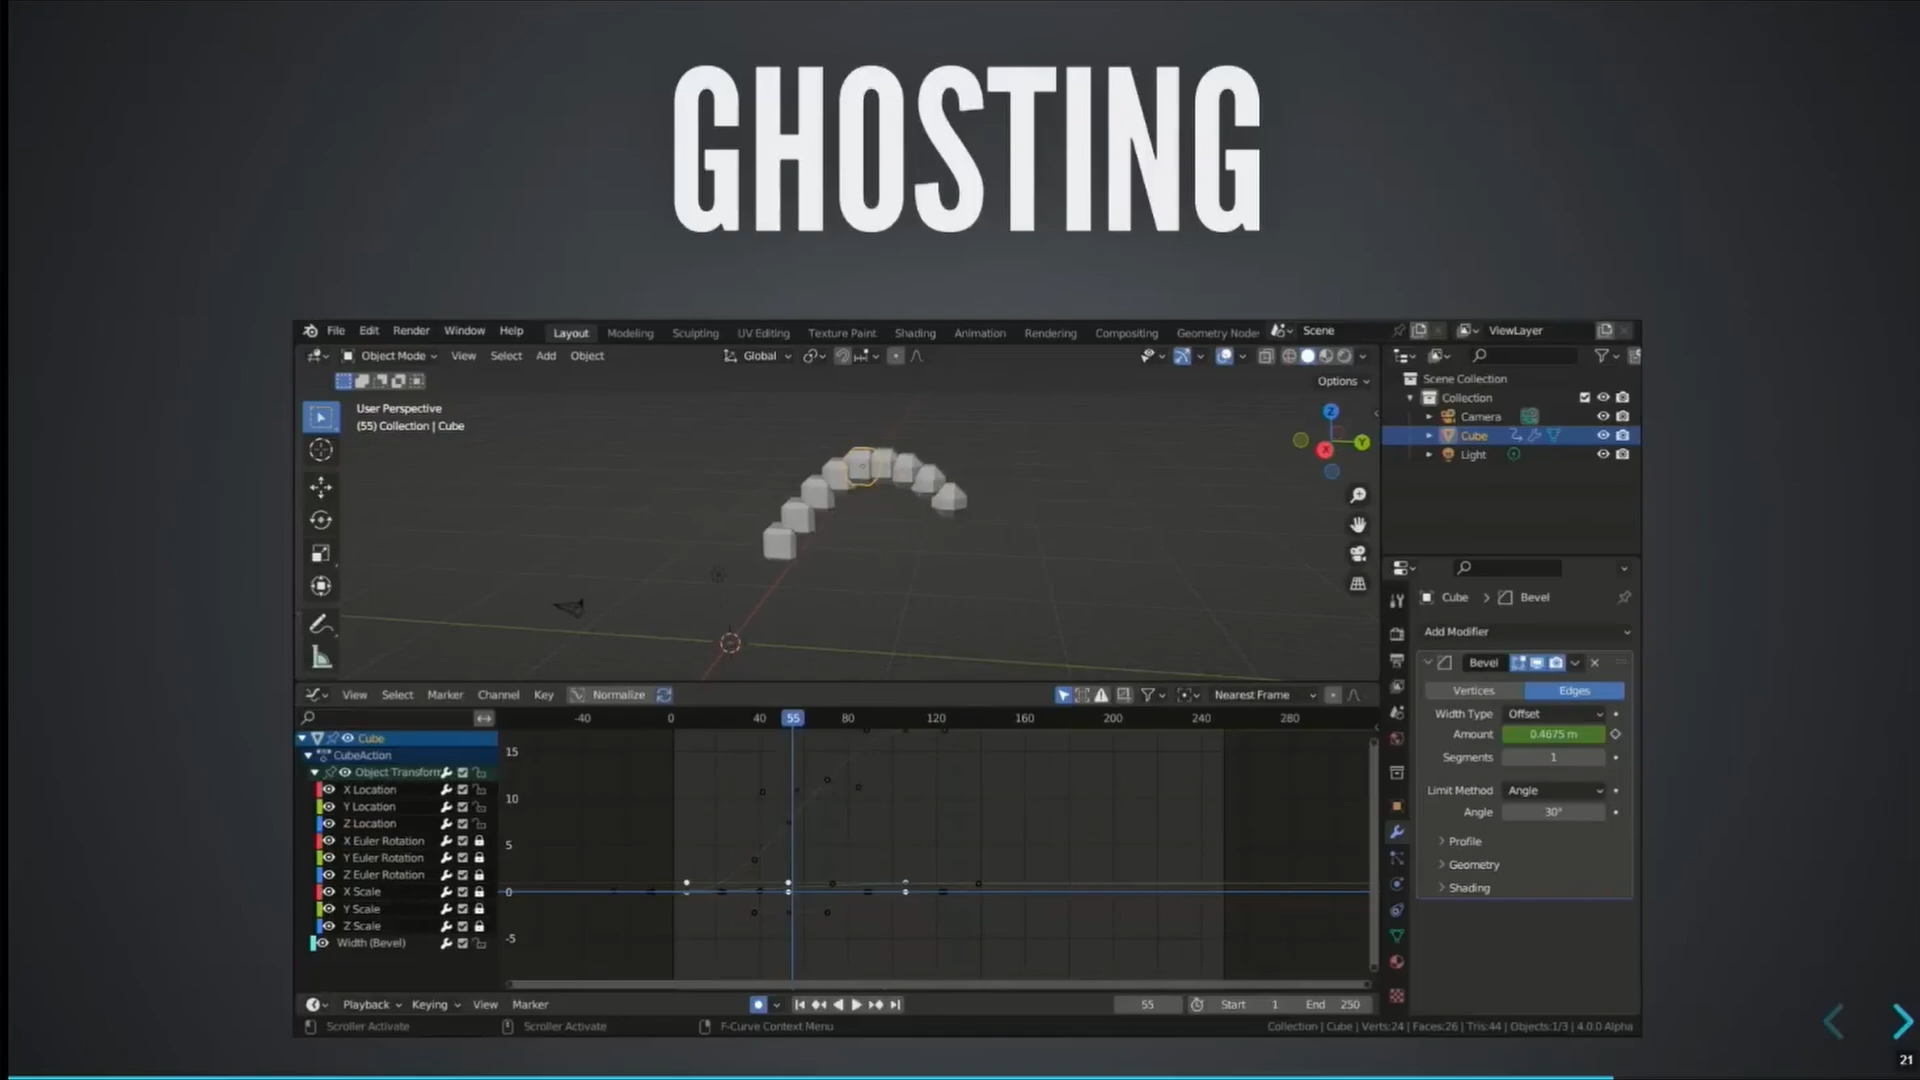 GHOSTING
File Edit Render Window Help Layout Modeling Sculpting UV Editing Texture Paint Shading Animation Rendering Compositing Geometry Node Scene ViewLayer
Object Mode View Select Add Object Global
Options
User Perspective
(55) Collection | Cube
Z
Y
X
Scene Collection
Collection
Camera
Cube
Light
Cube > Bevel
Add Modifier
Bevel
Vertices Edges
Width Type Offset
Amount 0.4675 m
Segments 1
Limit Method Angle
Angle 30°
Profile
Geometry
Shading
View Select Marker Channel Key Normalize Nearest Frame
-40 0 40 55 80 120 160 200 240 280
Cube
CubeAction
Object Transform
X Location
Y Location
Z Location
X Euler Rotation
Y Euler Rotation
Z Euler Rotation
X Scale
Y Scale
Z Scale
Width (Bevel)
15
10
5
0
-5
Playback Keying View Marker 55 Start 1 End 250
Scroller Activate Scroller Activate F-Curve Context Menu Collection | Cube | Verts:24 | Faces:26 | Tris:44 | Objects:1/3 | 4.0.0 Alpha
21